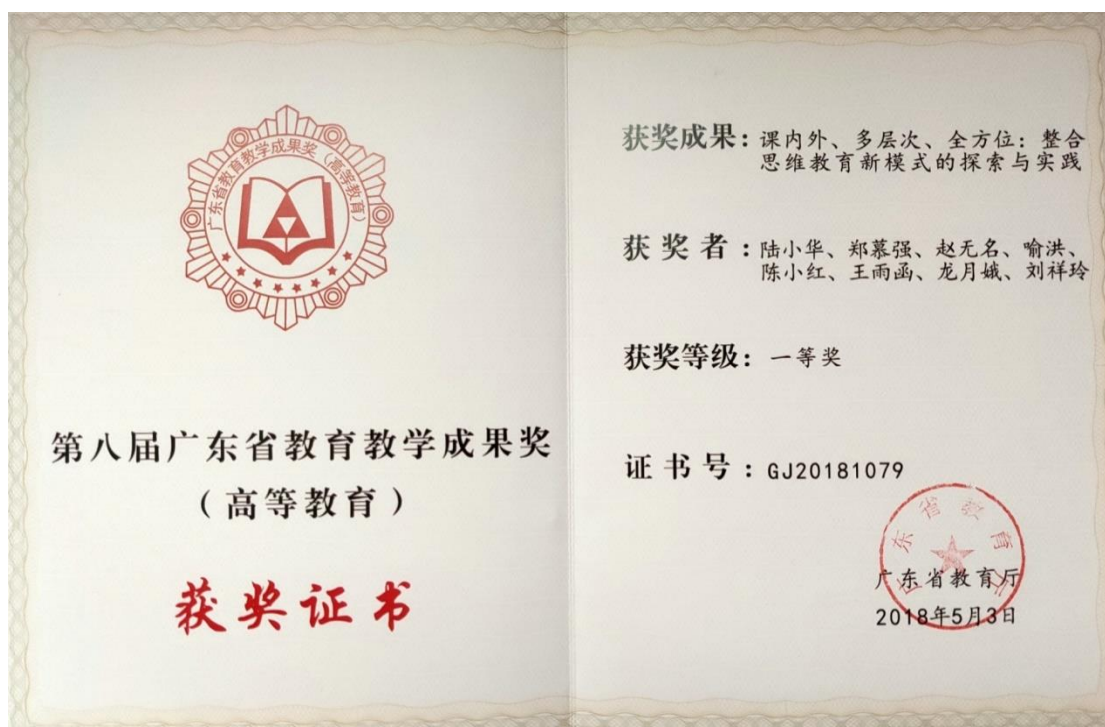 广东省教育教学成果奖（高等教育）
第八届广东省教育教学成果奖
（高等教育）
获奖证书
获奖成果：课内外、多层次、全方位：整合
思维教育新模式的探索与实践
获奖者：陆小华、郑慕强、赵无名、喻洪、
陈小红、王雨函、龙月娥、刘祥玲
获奖等级：一等奖
证书号：GJ20181079
广东省教育厅
广东省教育厅
2018年5月3日